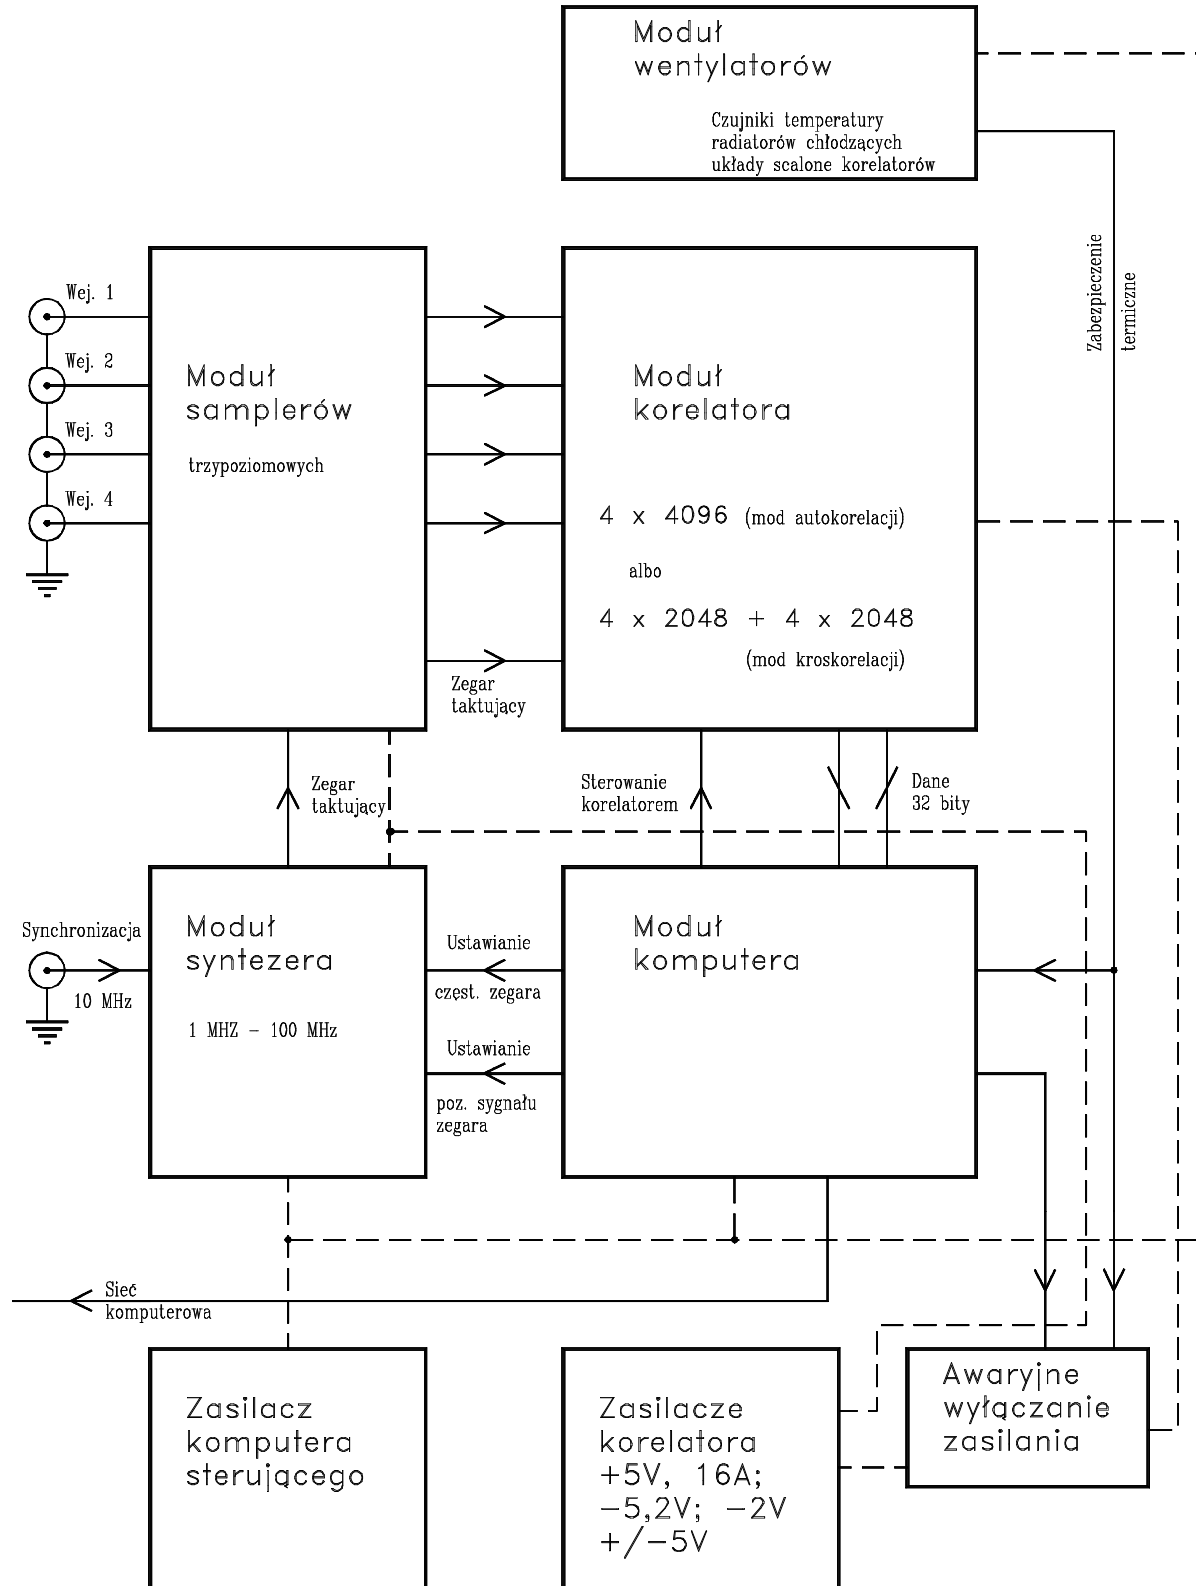 Moduł
wentylatorów
Czujniki temperatury
radiatorów chłodzących
układy scalone korelatorów
Zabezpieczenie
termiczne
Wej. 1
Wej. 2
Wej. 3
Wej. 4
Moduł
samplerów
trzypoziomowych
Moduł
korelatora
4 x 4096 (mod autokorelacji)
albo
4 x 2048 + 4 x 2048
(mod kroskorelacji)
Zegar
taktujący
Zegar
taktujący
Sterowanie
korelatorem
Dane
32 bity
Synchronizacja
10 MHz
Moduł
syntezera
1 MHZ – 100 MHz
Ustawianie
częst. zegara
Ustawianie
poz. sygnału
zegara
Moduł
komputera
Sieć
komputerowa
Zasilacz
komputera
sterującego
Zasilacze
korelatora
+5V, 16A;
−5,2V; −2V
+/−5V
Awaryjne
wyłączanie
zasilania